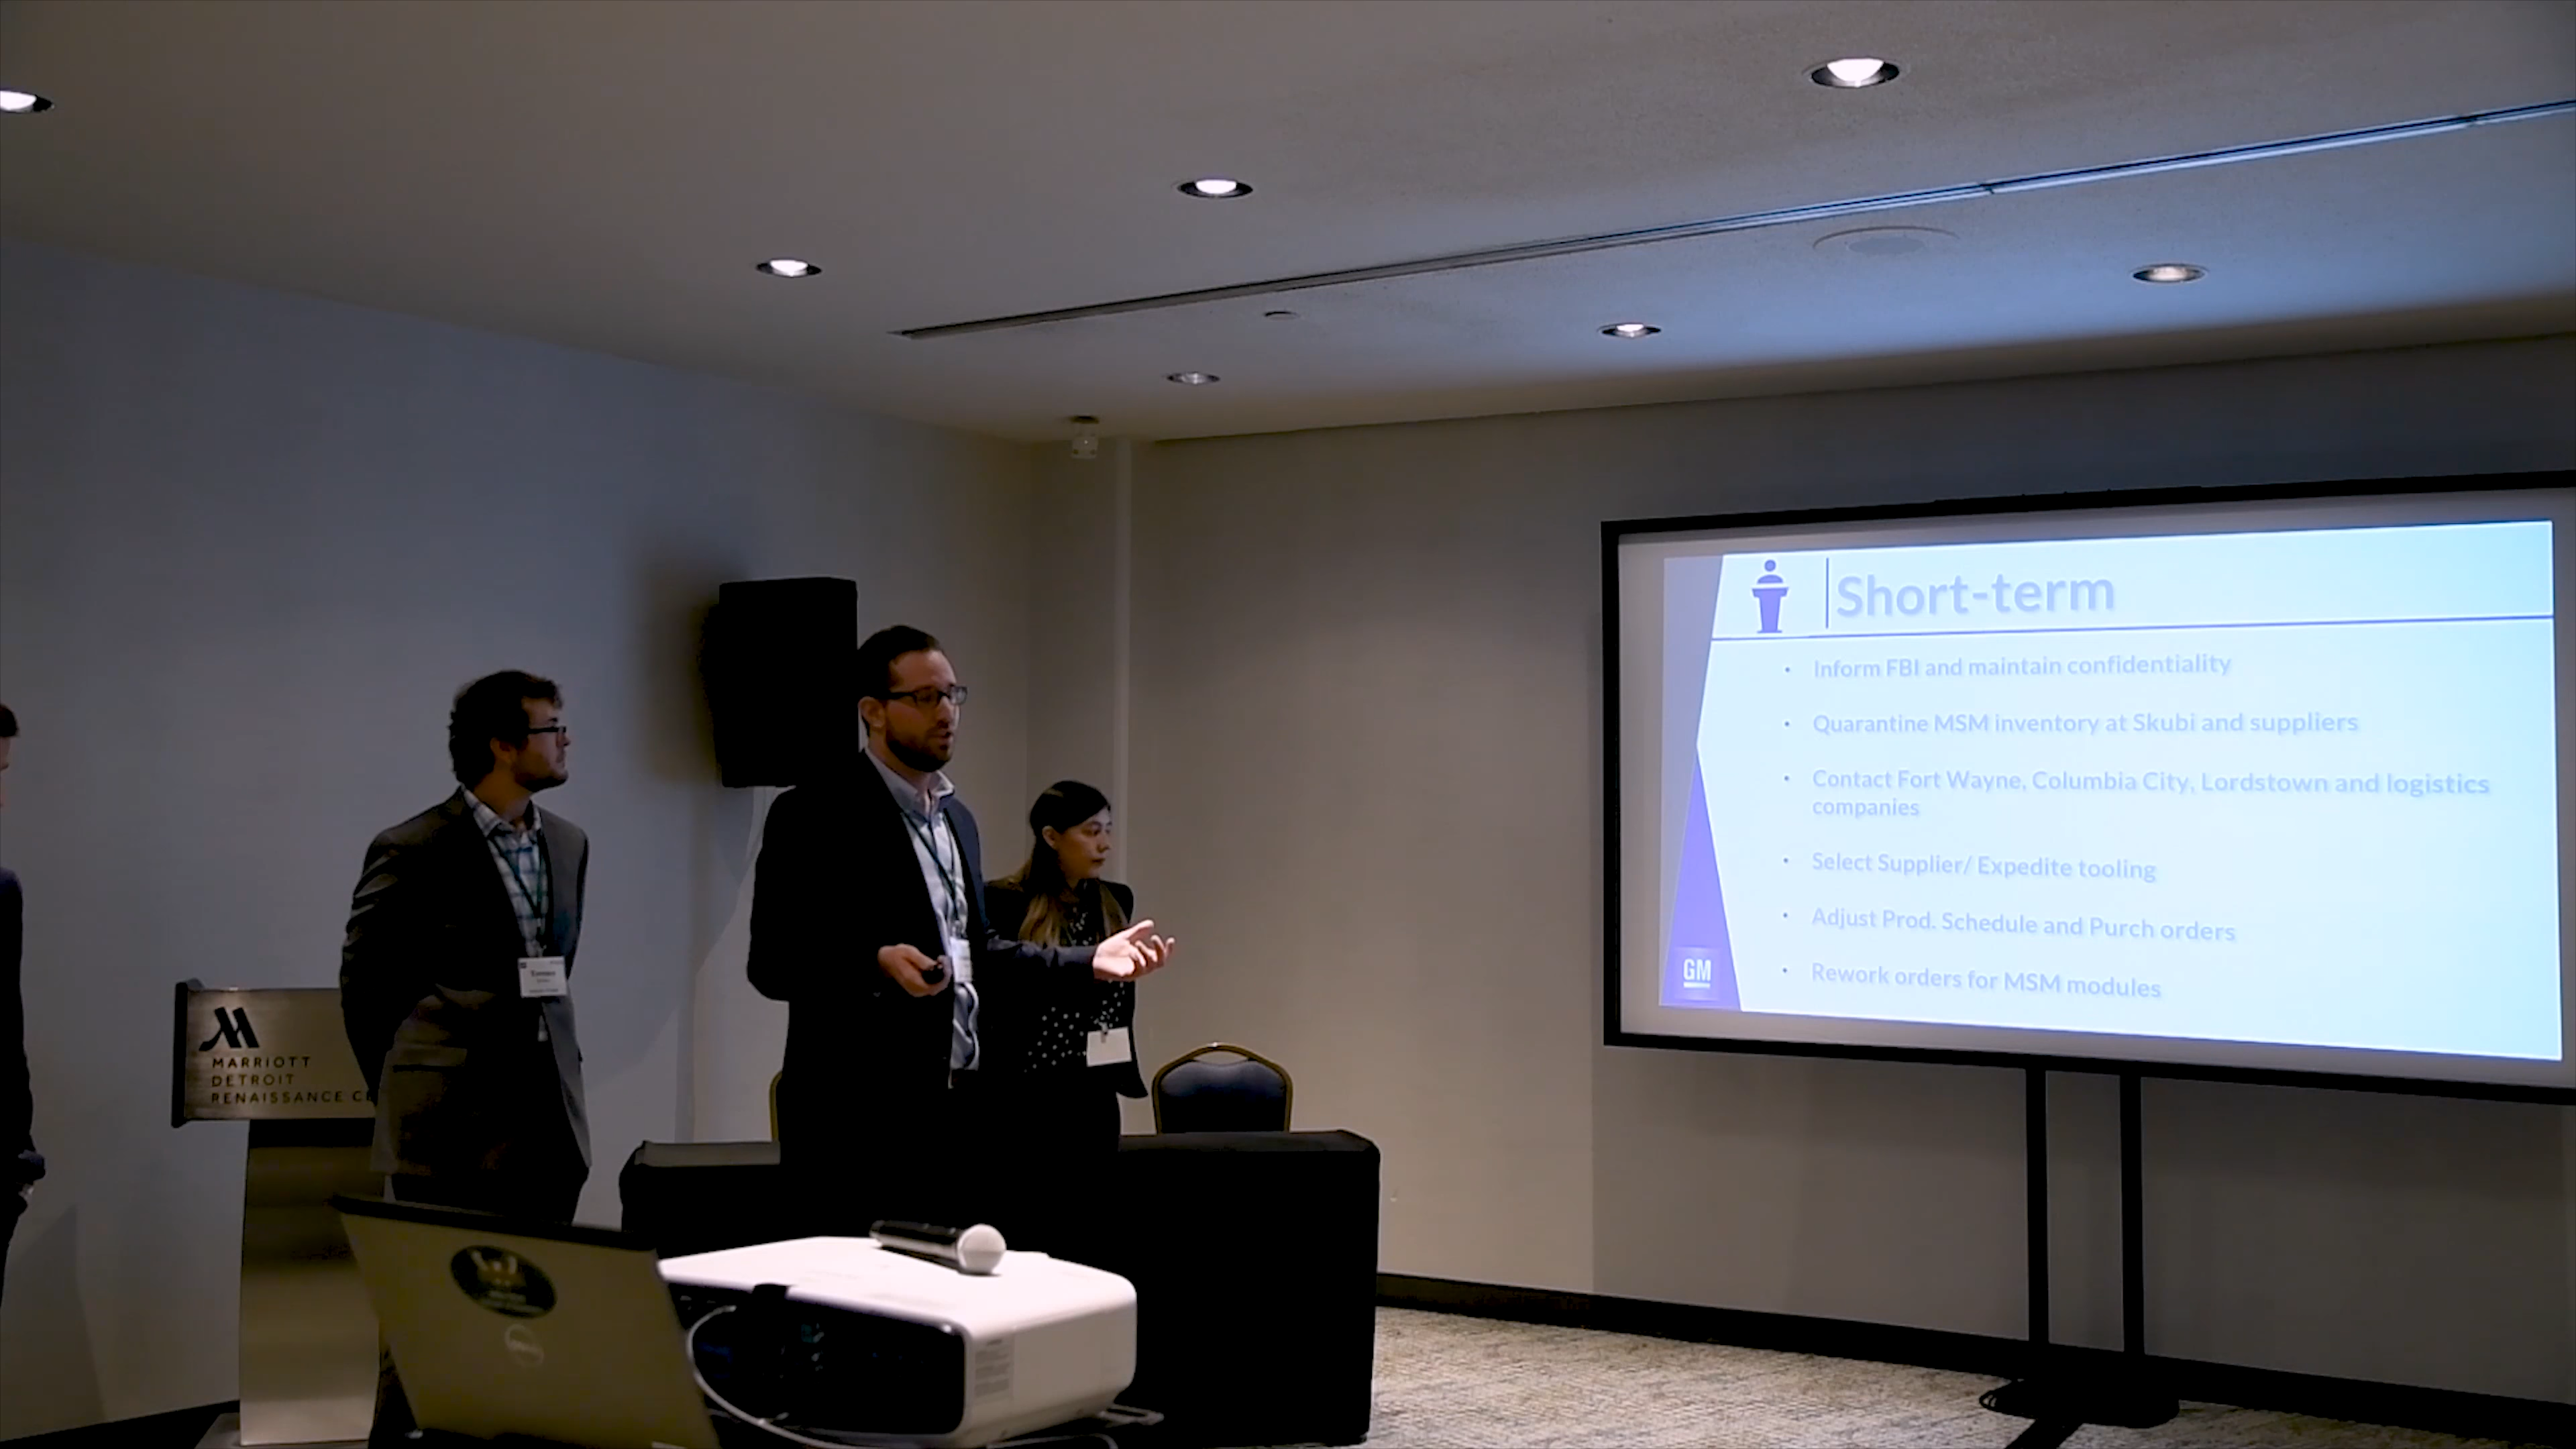 Short-term
• Inform FBI and maintain confidentiality
• Quarantine MSM inventory at Skubi and suppliers
• Contact Fort Wayne, Columbia City, Lordstown and logistics
companies
• Select Supplier/ Expedite tooling
• Adjust Prod. Schedule and Purch orders
• Rework orders for MSM modules
GM
MARRIOTT
DETROIT
RENAISSANCE CE
DELL